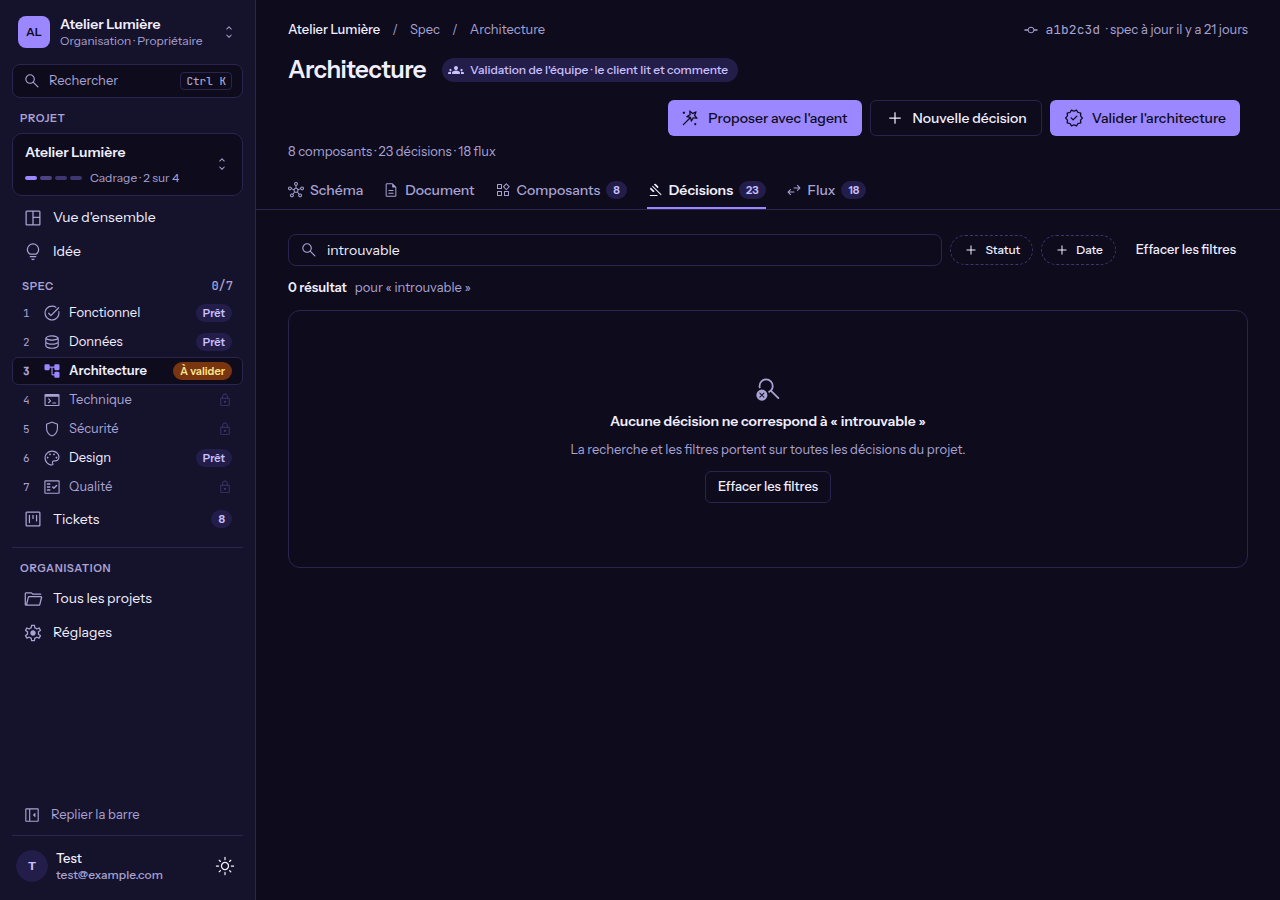 AL
Atelier Lumière
Organisation · Propriétaire
Rechercher
Ctrl K
PROJET
Atelier Lumière
Cadrage · 2 sur 4
Vue d'ensemble
Idée
SPEC 0/7
1 Fonctionnel Prêt
2 Données Prêt
3 Architecture À valider
4 Technique
5 Sécurité
6 Design Prêt
7 Qualité
Tickets 8
ORGANISATION
Tous les projets
Réglages
Replier la barre
T
Test
test@example.com
Atelier Lumière / Spec / Architecture
a1b2c3d · spec à jour il y a 21 jours
Architecture
Validation de l'équipe · le client lit et commente
Proposer avec l'agent
Nouvelle décision
Valider l'architecture
8 composants · 23 décisions · 18 flux
Schéma
Document
Composants 8
Décisions 23
Flux 18
introuvable
Statut
Date
Effacer les filtres
0 résultat pour « introuvable »
Aucune décision ne correspond à « introuvable »
La recherche et les filtres portent sur toutes les décisions du projet.
Effacer les filtres